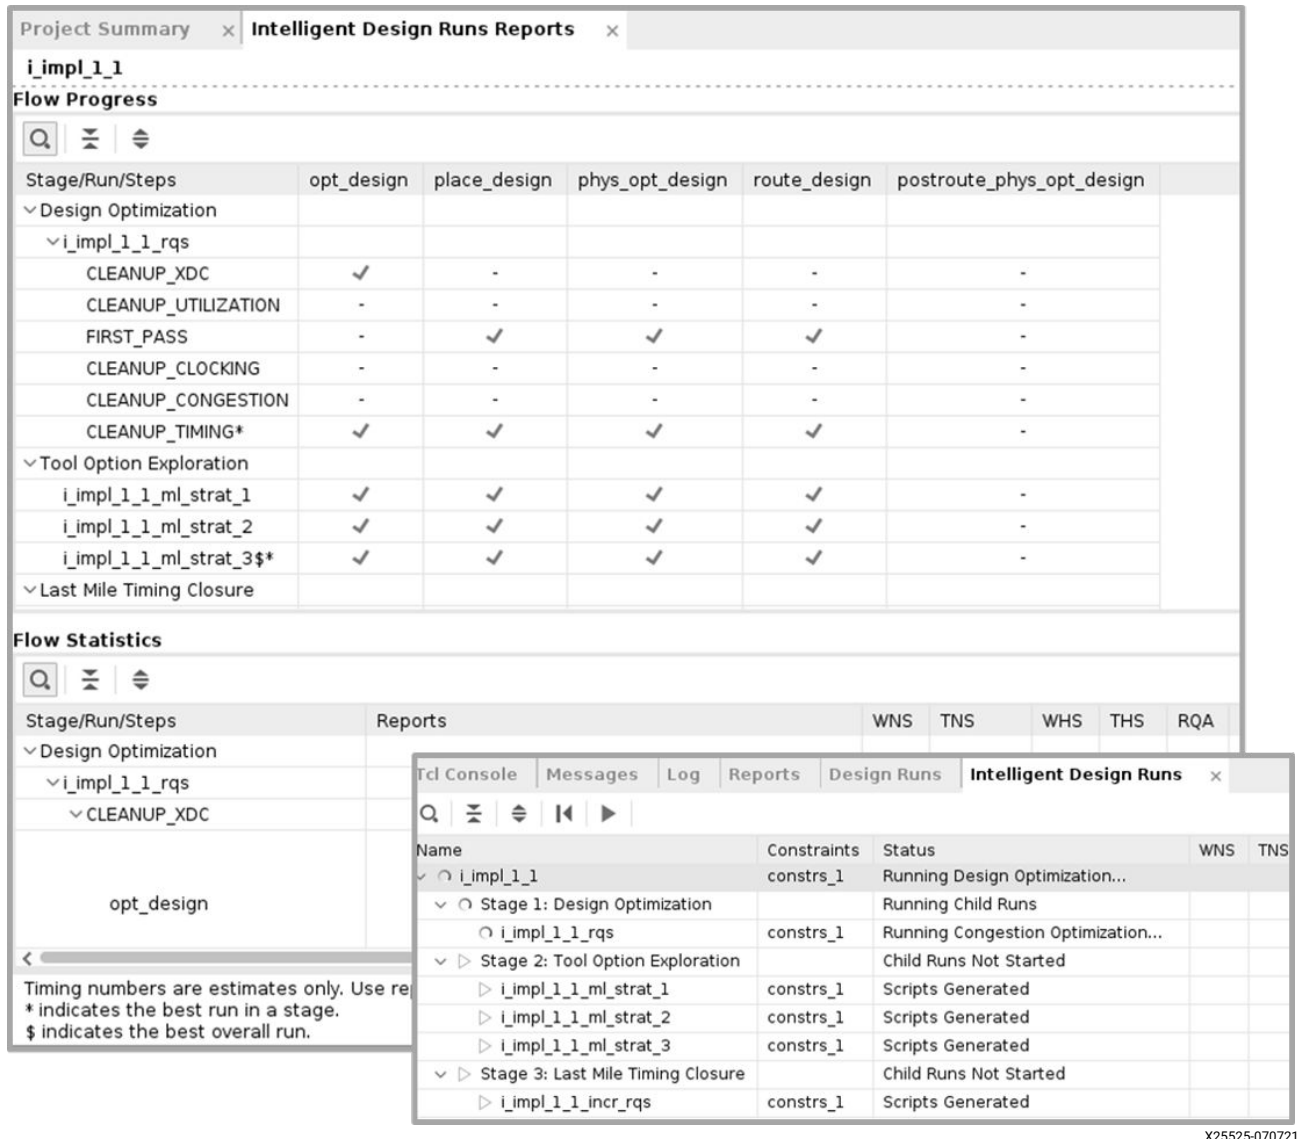 Project Summary × Intelligent Design Runs Reports ×
i_impl_1_1
Flow Progress
Stage/Run/Steps opt_design place_design phys_opt_design route_design postroute_phys_opt_design
Design Optimization
i_impl_1_1_rqs
CLEANUP_XDC ✓ - - - -
CLEANUP_UTILIZATION - - - - -
FIRST_PASS - ✓ ✓ ✓ -
CLEANUP_CLOCKING - - - - -
CLEANUP_CONGESTION - - - - -
CLEANUP_TIMING* ✓ ✓ ✓ ✓ -
Tool Option Exploration
i_impl_1_1_ml_strat_1 ✓ ✓ ✓ ✓ -
i_impl_1_1_ml_strat_2 ✓ ✓ ✓ ✓ -
i_impl_1_1_ml_strat_3$* ✓ ✓ ✓ ✓ -
Last Mile Timing Closure
Flow Statistics
Stage/Run/Steps Reports WNS TNS WHS THS RQA
Design Optimization
i_impl_1_1_rqs
CLEANUP_XDC
opt_design
Timing numbers are estimates only. Use
* indicates the best run in a stage.
$ indicates the best overall run.
Tcl Console Messages Log Reports Design Runs Intelligent Design Runs ×
Name Constraints Status WNS TNS
i_impl_1_1 constrs_1 Running Design Optimization...
Stage 1: Design Optimization Running Child Runs
i_impl_1_1_rqs constrs_1 Running Congestion Optimization...
Stage 2: Tool Option Exploration Child Runs Not Started
i_impl_1_1_ml_strat_1 constrs_1 Scripts Generated
i_impl_1_1_ml_strat_2 constrs_1 Scripts Generated
i_impl_1_1_ml_strat_3 constrs_1 Scripts Generated
Stage 3: Last Mile Timing Closure Child Runs Not Started
i_impl_1_1_incr_rqs constrs_1 Scripts Generated
X25525-070721